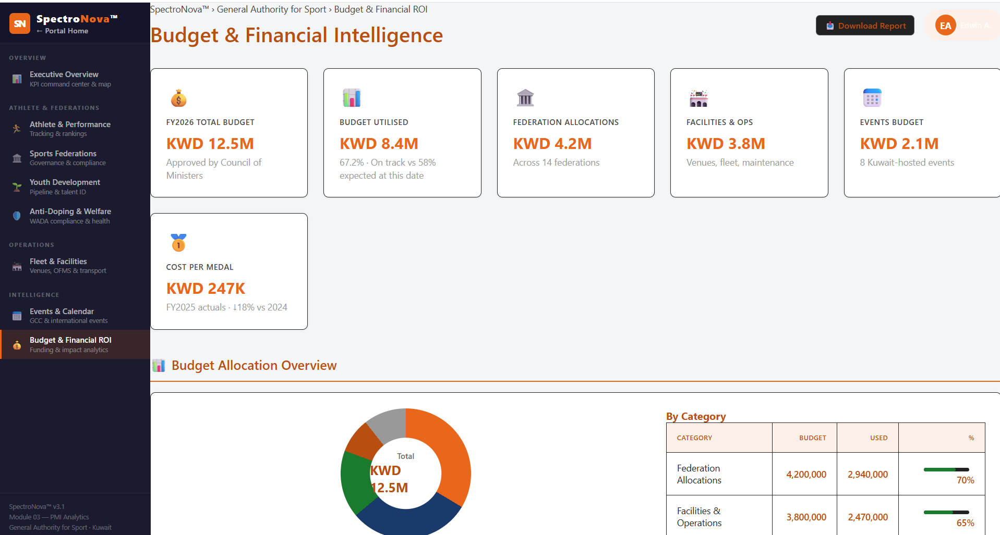 SN
SpectroNova™
← Portal Home
OVERVIEW
Executive Overview
KPI command center & map
ATHLETE & FEDERATIONS
Athlete & Performance
Tracking & rankings
Sports Federations
Governance & compliance
Youth Development
Pipeline & talent ID
Anti-Doping & Welfare
WADA compliance & health
OPERATIONS
Fleet & Facilities
Venues, OFMS & transport
INTELLIGENCE
Events & Calendar
GCC & international events
Budget & Financial ROI
Funding & impact analytics
SpectroNova™ v3.1
Module 03 — PMI Analytics
General Authority for Sport · Kuwait
SpectroNova™ › General Authority for Sport › Budget & Financial ROI
Budget & Financial Intelligence
Download Report
EA
Edwin A.
FY2026 TOTAL BUDGET
KWD 12.5M
Approved by Council of
Ministers
BUDGET UTILISED
KWD 8.4M
67.2% · On track vs 58%
expected at this date
FEDERATION ALLOCATIONS
KWD 4.2M
Across 14 federations
FACILITIES & OPS
KWD 3.8M
Venues, fleet, maintenance
EVENTS BUDGET
KWD 2.1M
8 Kuwait-hosted events
COST PER MEDAL
KWD 247K
FY2025 actuals · ↓18% vs 2024
Budget Allocation Overview
Total
KWD
12.5M
By Category
CATEGORY BUDGET USED %
Federation
Allocations
4,200,000 2,940,000 70%
Facilities &
Operations
3,800,000 2,470,000 65%